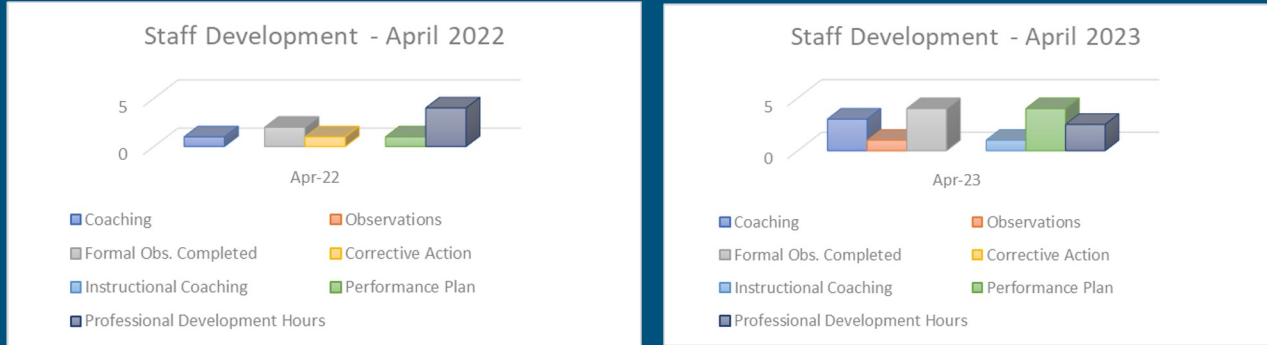 Staff Development - April 2022
5
0
Apr-22
Coaching
Observations
Formal Obs. Completed
Corrective Action
Instructional Coaching
Performance Plan
Professional Development Hours
Staff Development - April 2023
5
0
Apr-23
Coaching
Observations
Formal Obs. Completed
Corrective Action
Instructional Coaching
Performance Plan
Professional Development Hours